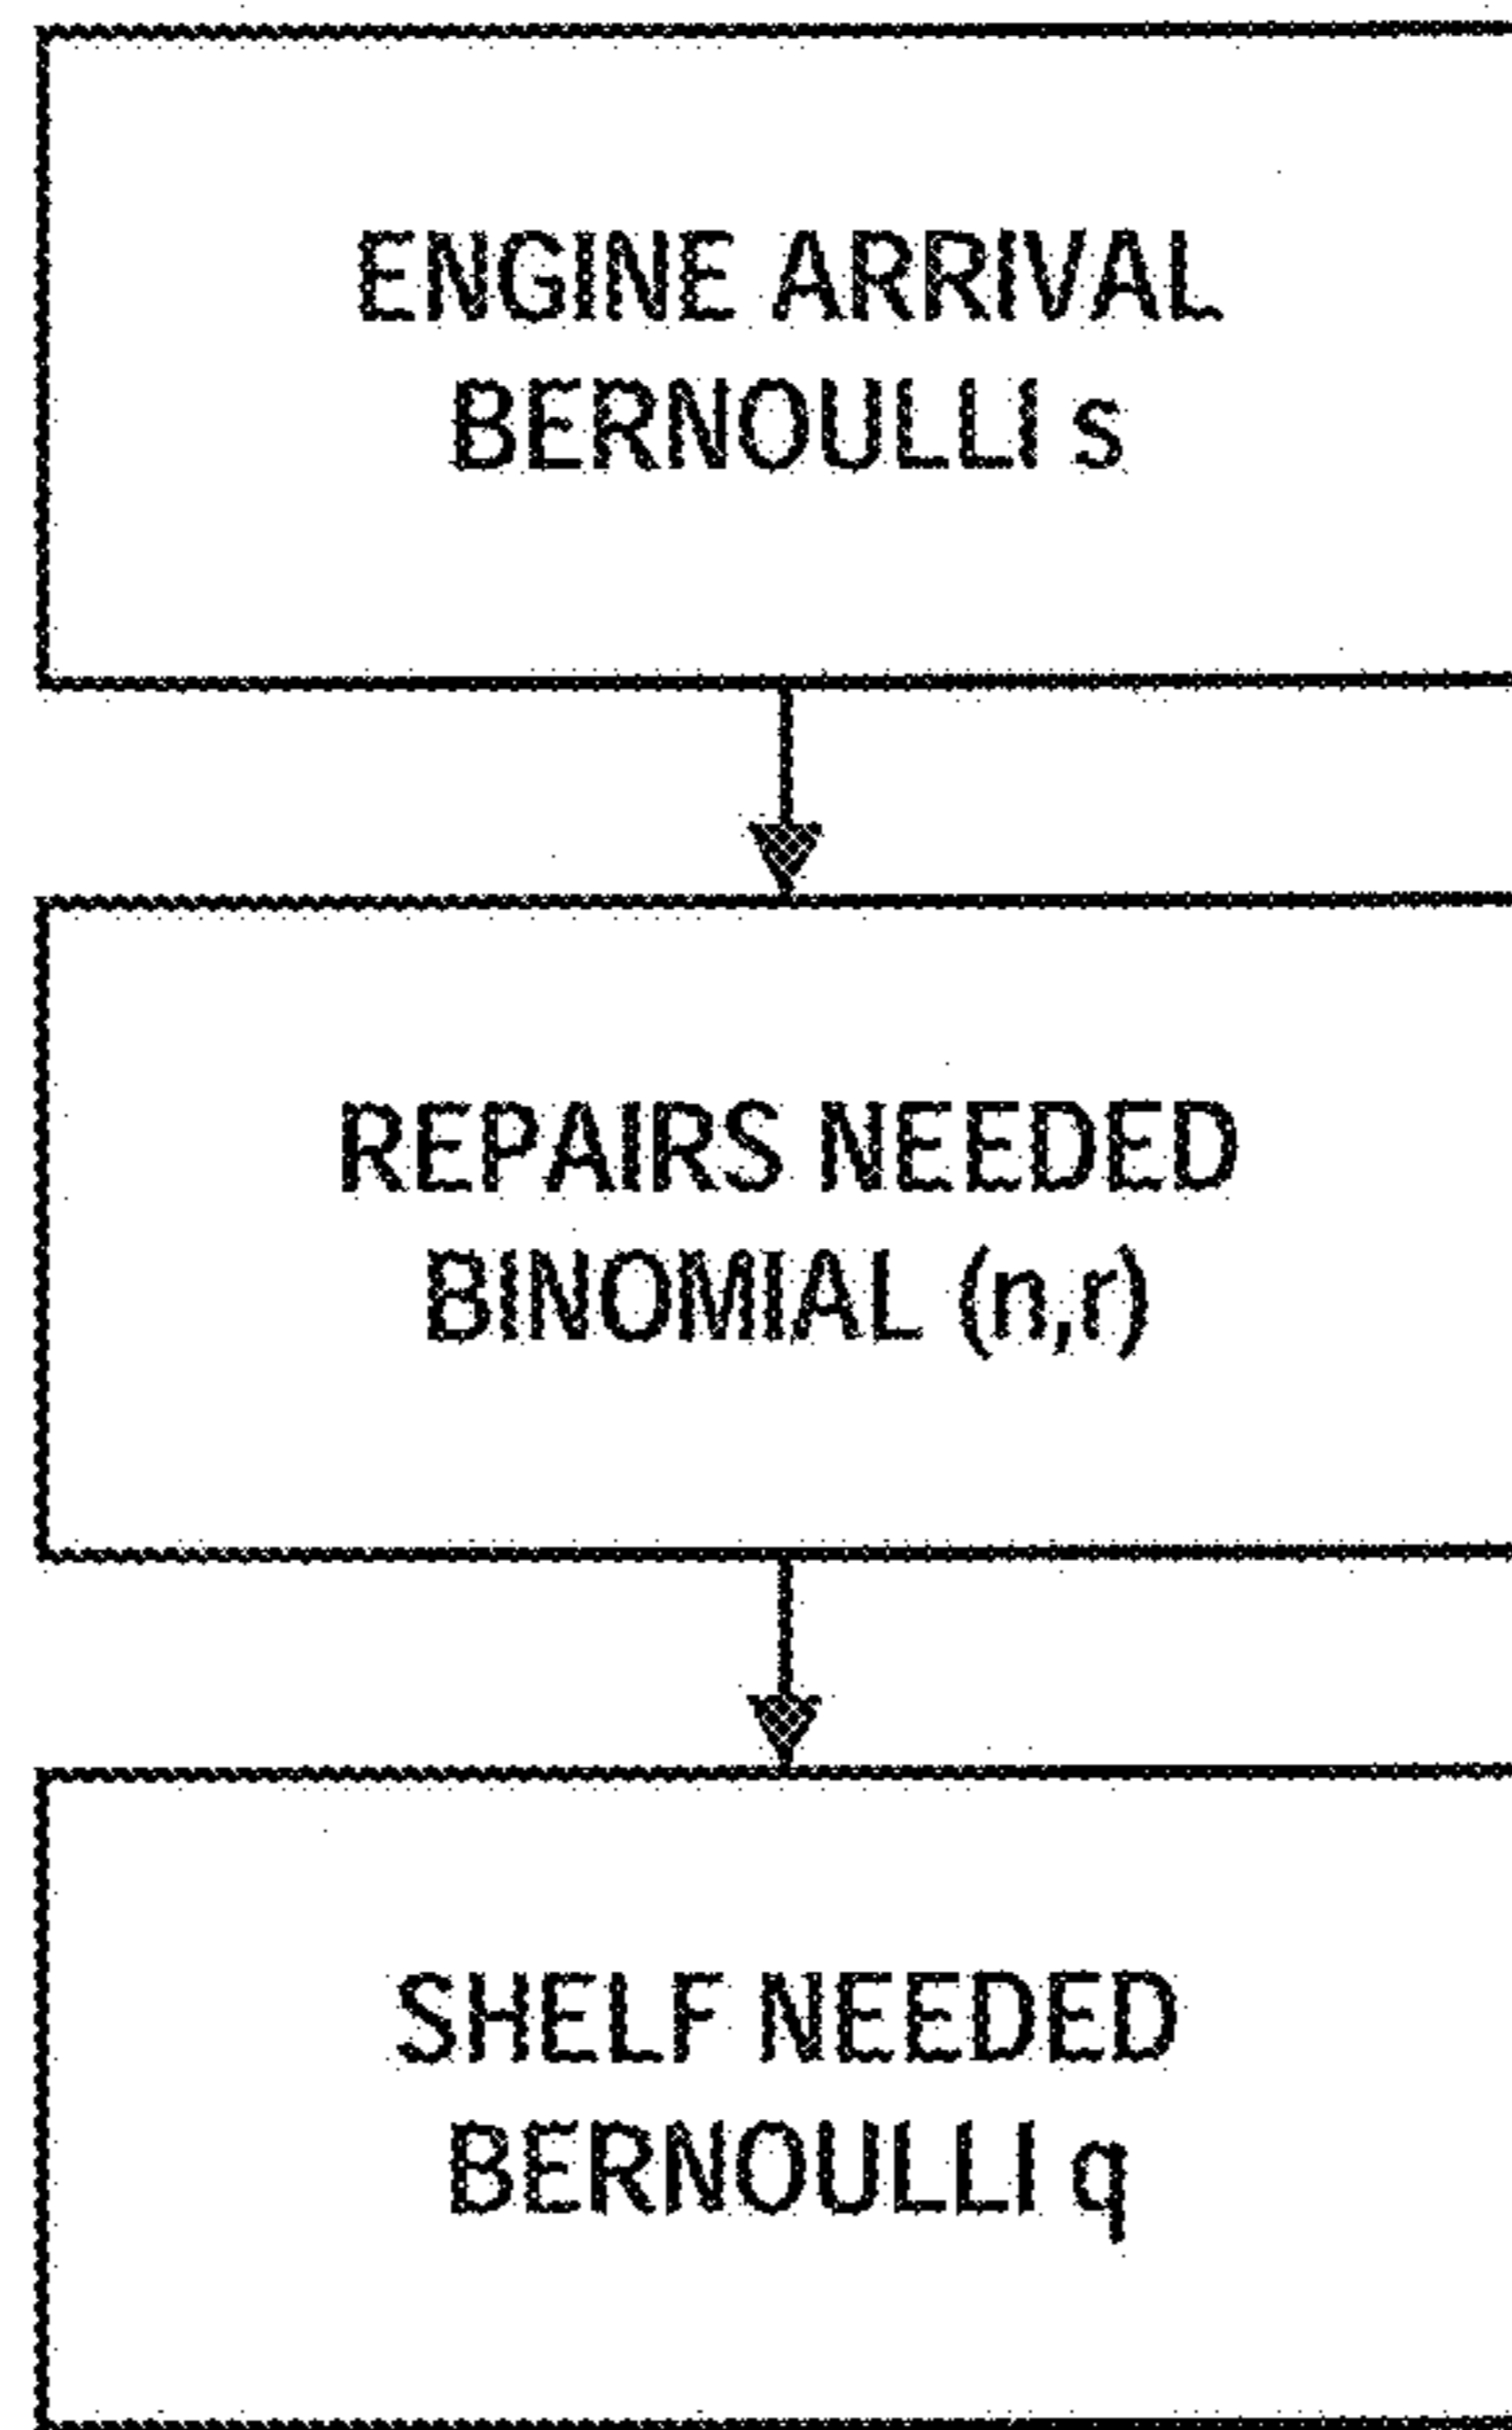 ENGINE ARRIVAL
BERNOULLI s
REPAIRS NEEDED
BINOMIAL (n,r)
SHELF NEEDED
BERNOULLI q